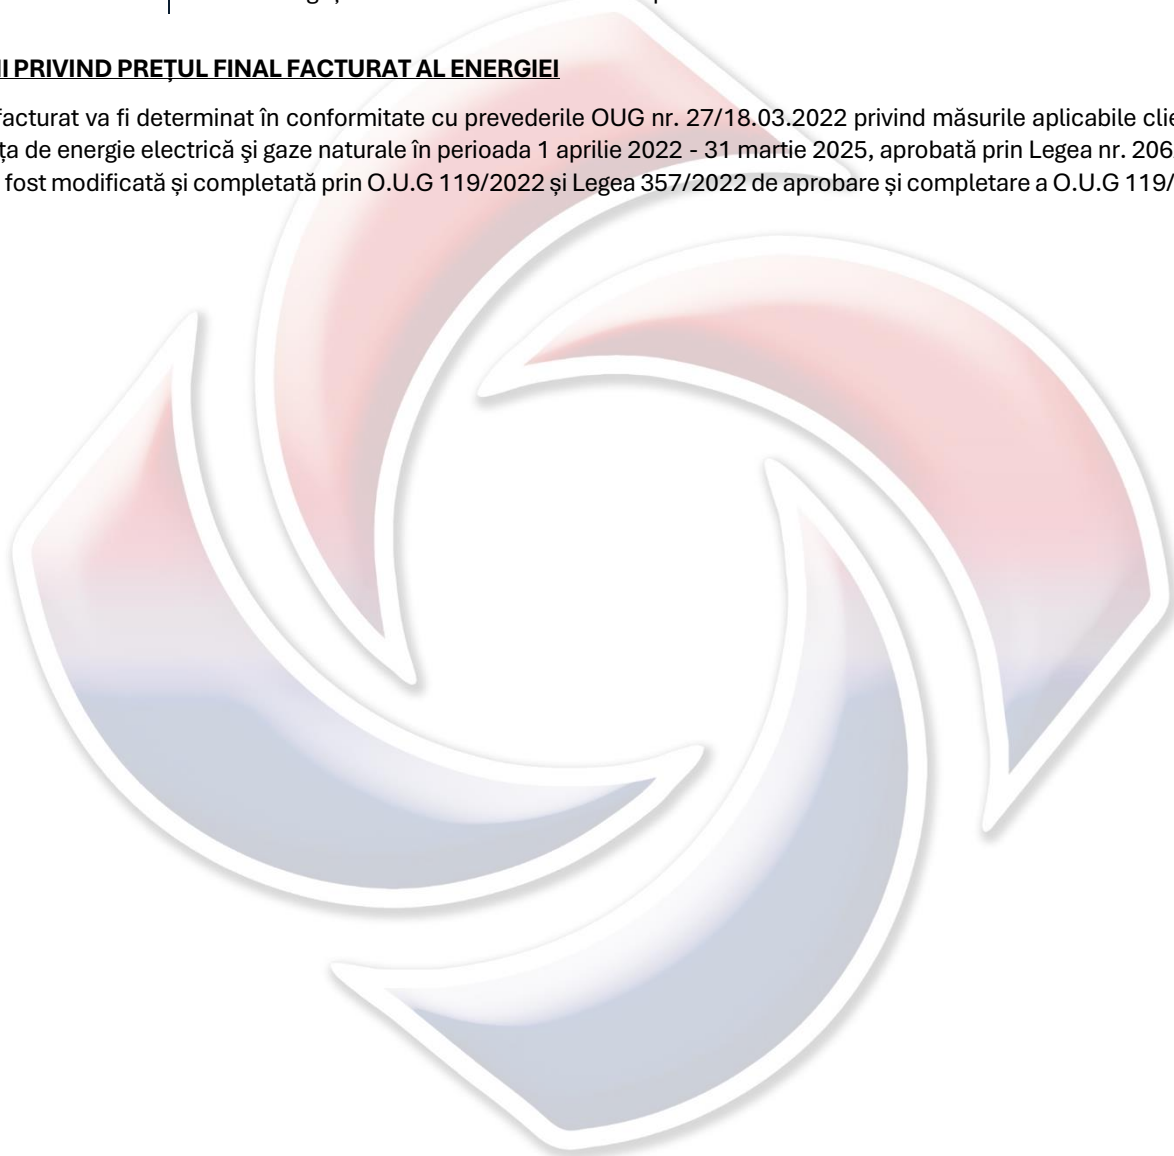 II PRIVIND PREȚUL FINAL FACTURAT AL ENERGIEI
facturat va fi determinat în conformitate cu prevederile OUG nr. 27/18.03.2022 privind măsurile aplicabile clie
ța de energie electrică şi gaze naturale în perioada 1 aprilie 2022 - 31 martie 2025, aprobată prin Legea nr. 206
fost modificată și completată prin O.U.G 119/2022 și Legea 357/2022 de aprobare și completare a O.U.G 119/